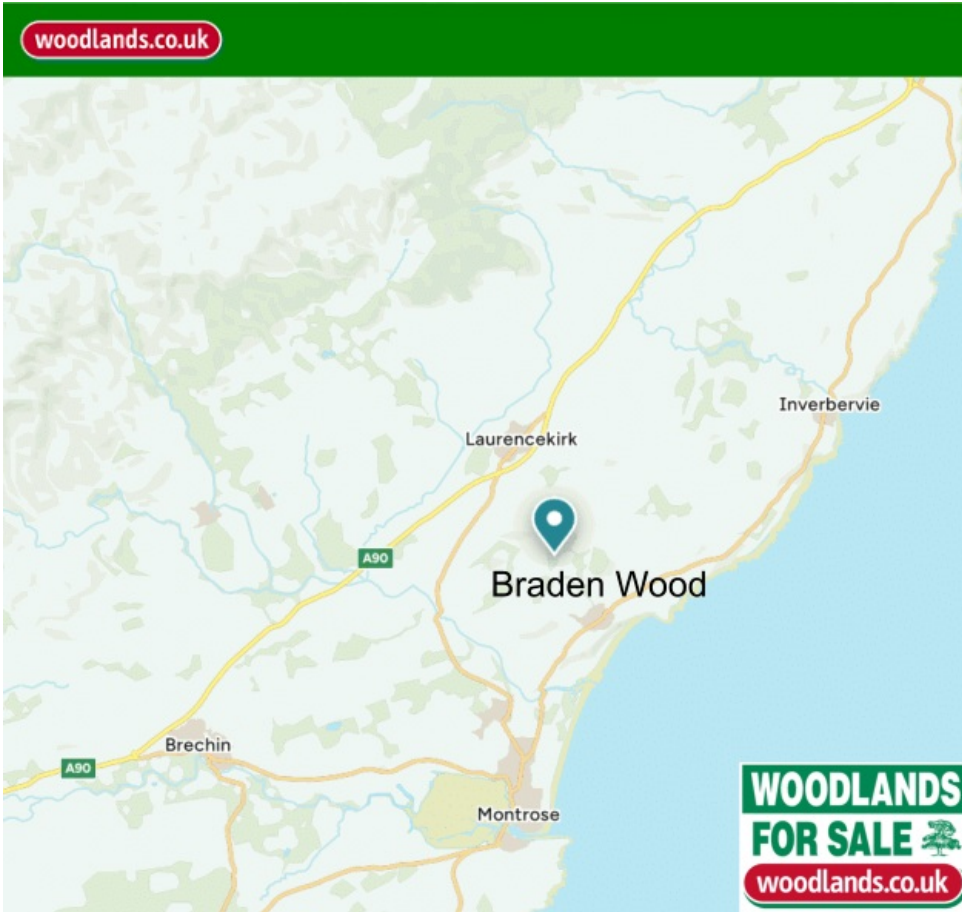 woodlands.co.uk
Inverbervie
Laurencekirk
A90
Braden Wood
Brechin
A90
Montrose
WOODLANDS
FOR SALE
woodlands.co.uk